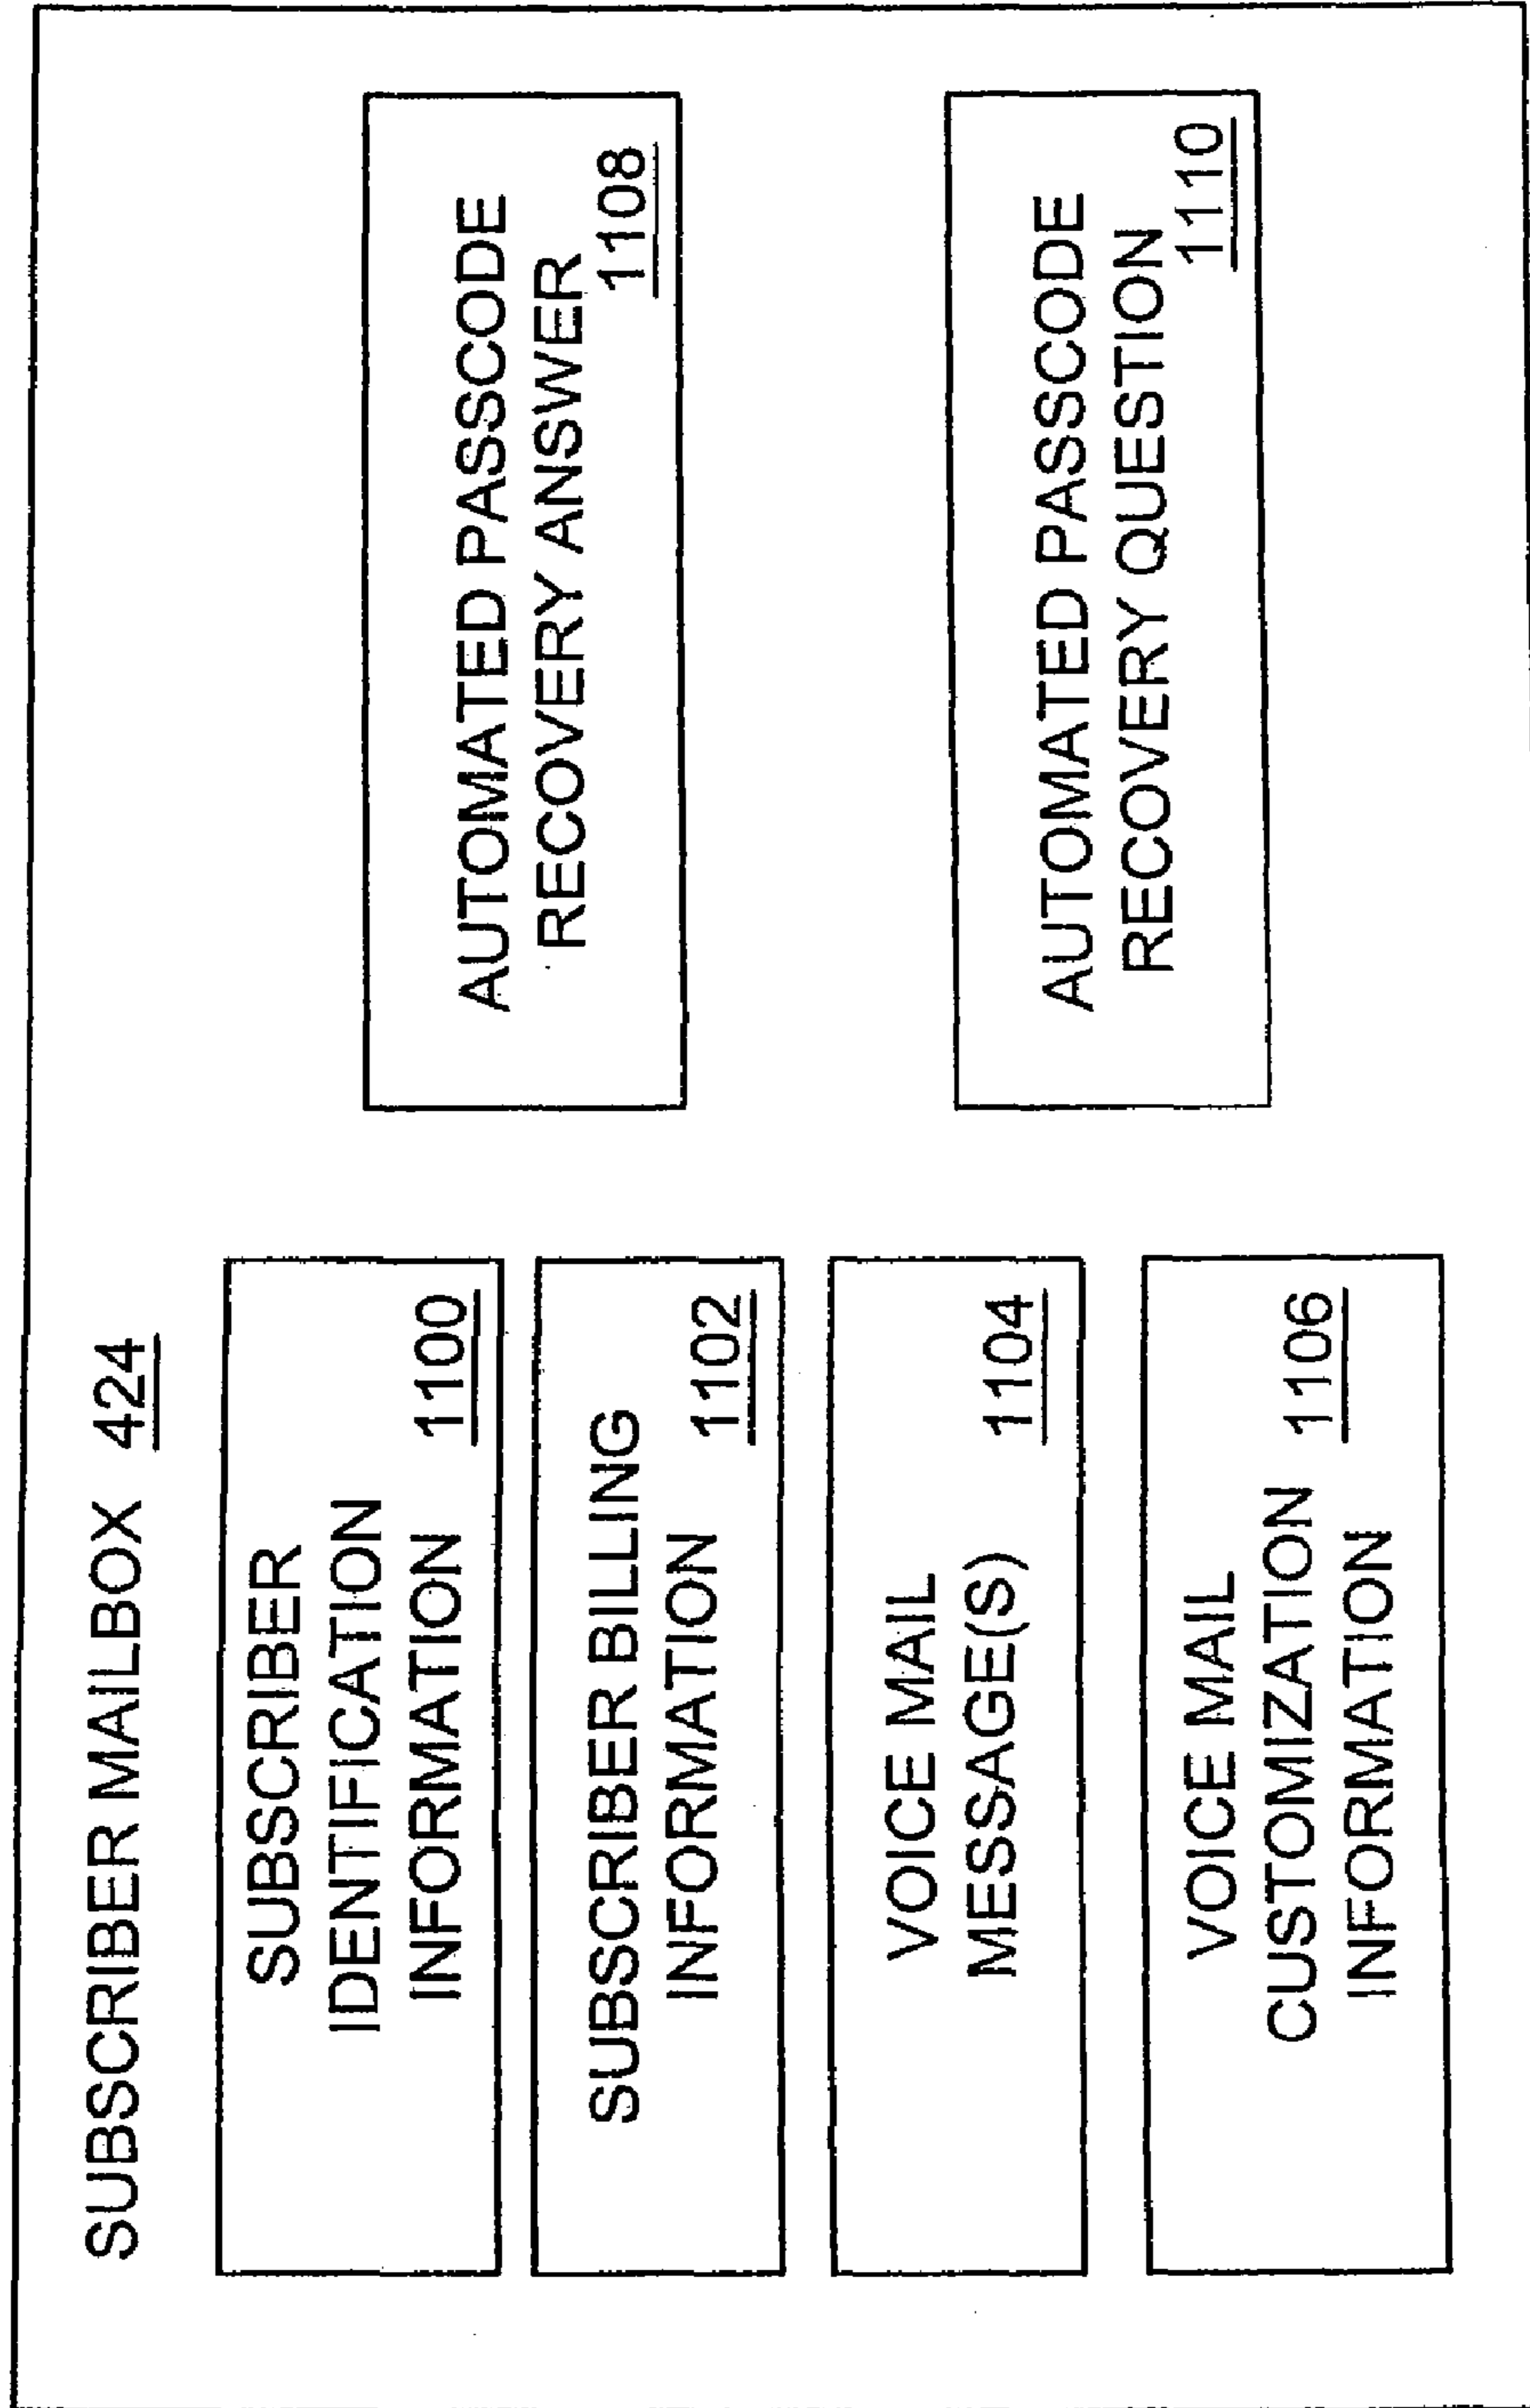 SUBSCRIBER MAILBOX 424
SUBSCRIBER
IDENTIFICATION
INFORMATION 1100
SUBSCRIBER BILLING
INFORMATION 1102
VOICE MAIL
MESSAGE(S) 1104
VOICE MAIL
CUSTOMIZATION 1106
INFORMATION
AUTOMATED PASSCODE
RECOVERY ANSWER
1108
AUTOMATED PASSCODE
RECOVERY QUESTION
1110